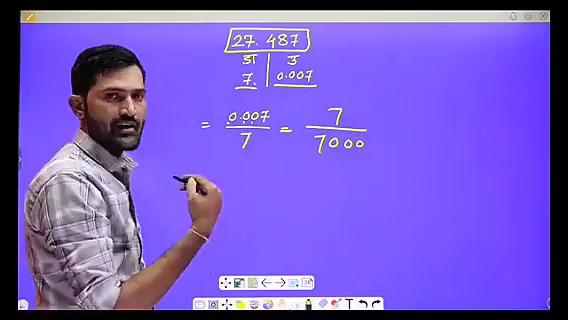 27.487
7. 0.007
= 0.007/7 = 7/7000